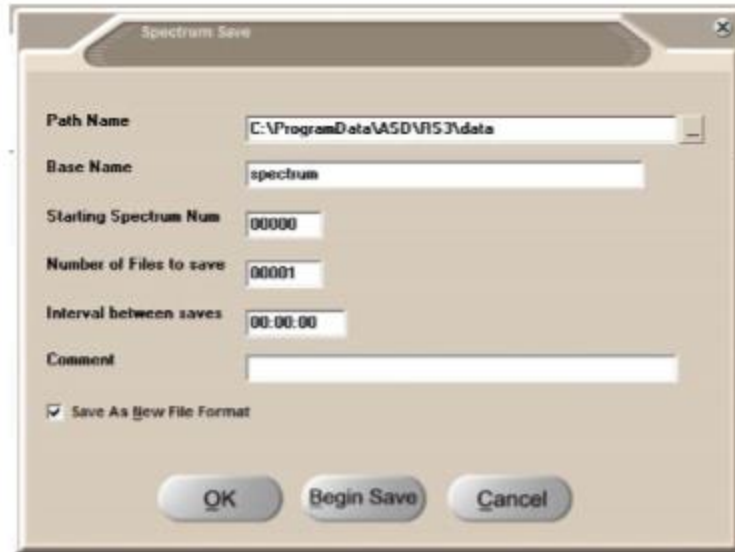 Spectrum Save
Path Name C:\ProgramData\ASD\RS3\data ...
Base Name spectrum
Starting Spectrum Num 00000
Number of Files to save 00001
Interval between saves 00:00:00
Comment
Save As New File Format
OK Begin Save Cancel